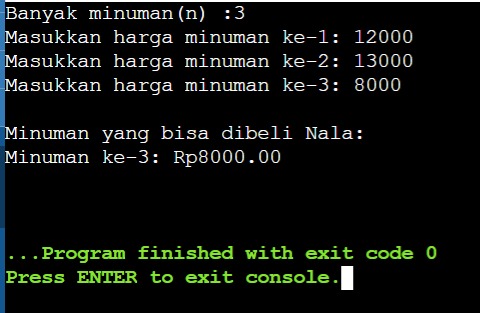 Banyak minuman(n) :3
Masukkan harga minuman ke-1: 12000
Masukkan harga minuman ke-2: 13000
Masukkan harga minuman ke-3: 8000
Minuman yang bisa dibeli Nala:
Minuman ke-3: Rp8000.00
...Program finished with exit code 0
Press ENTER to exit console.